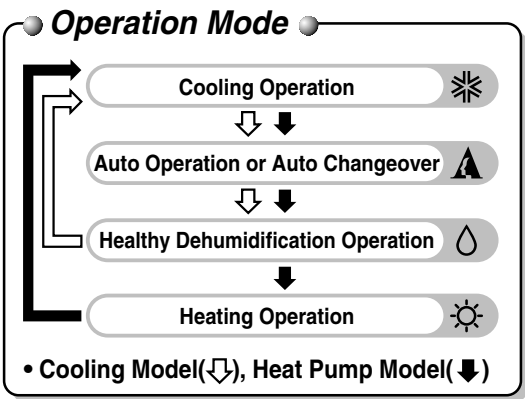 Operation Mode
Cooling Operation
Auto Operation or Auto Changeover
Healthy Dehumidification Operation
Heating Operation
• Cooling Model(⇩), Heat Pump Model(⬇)